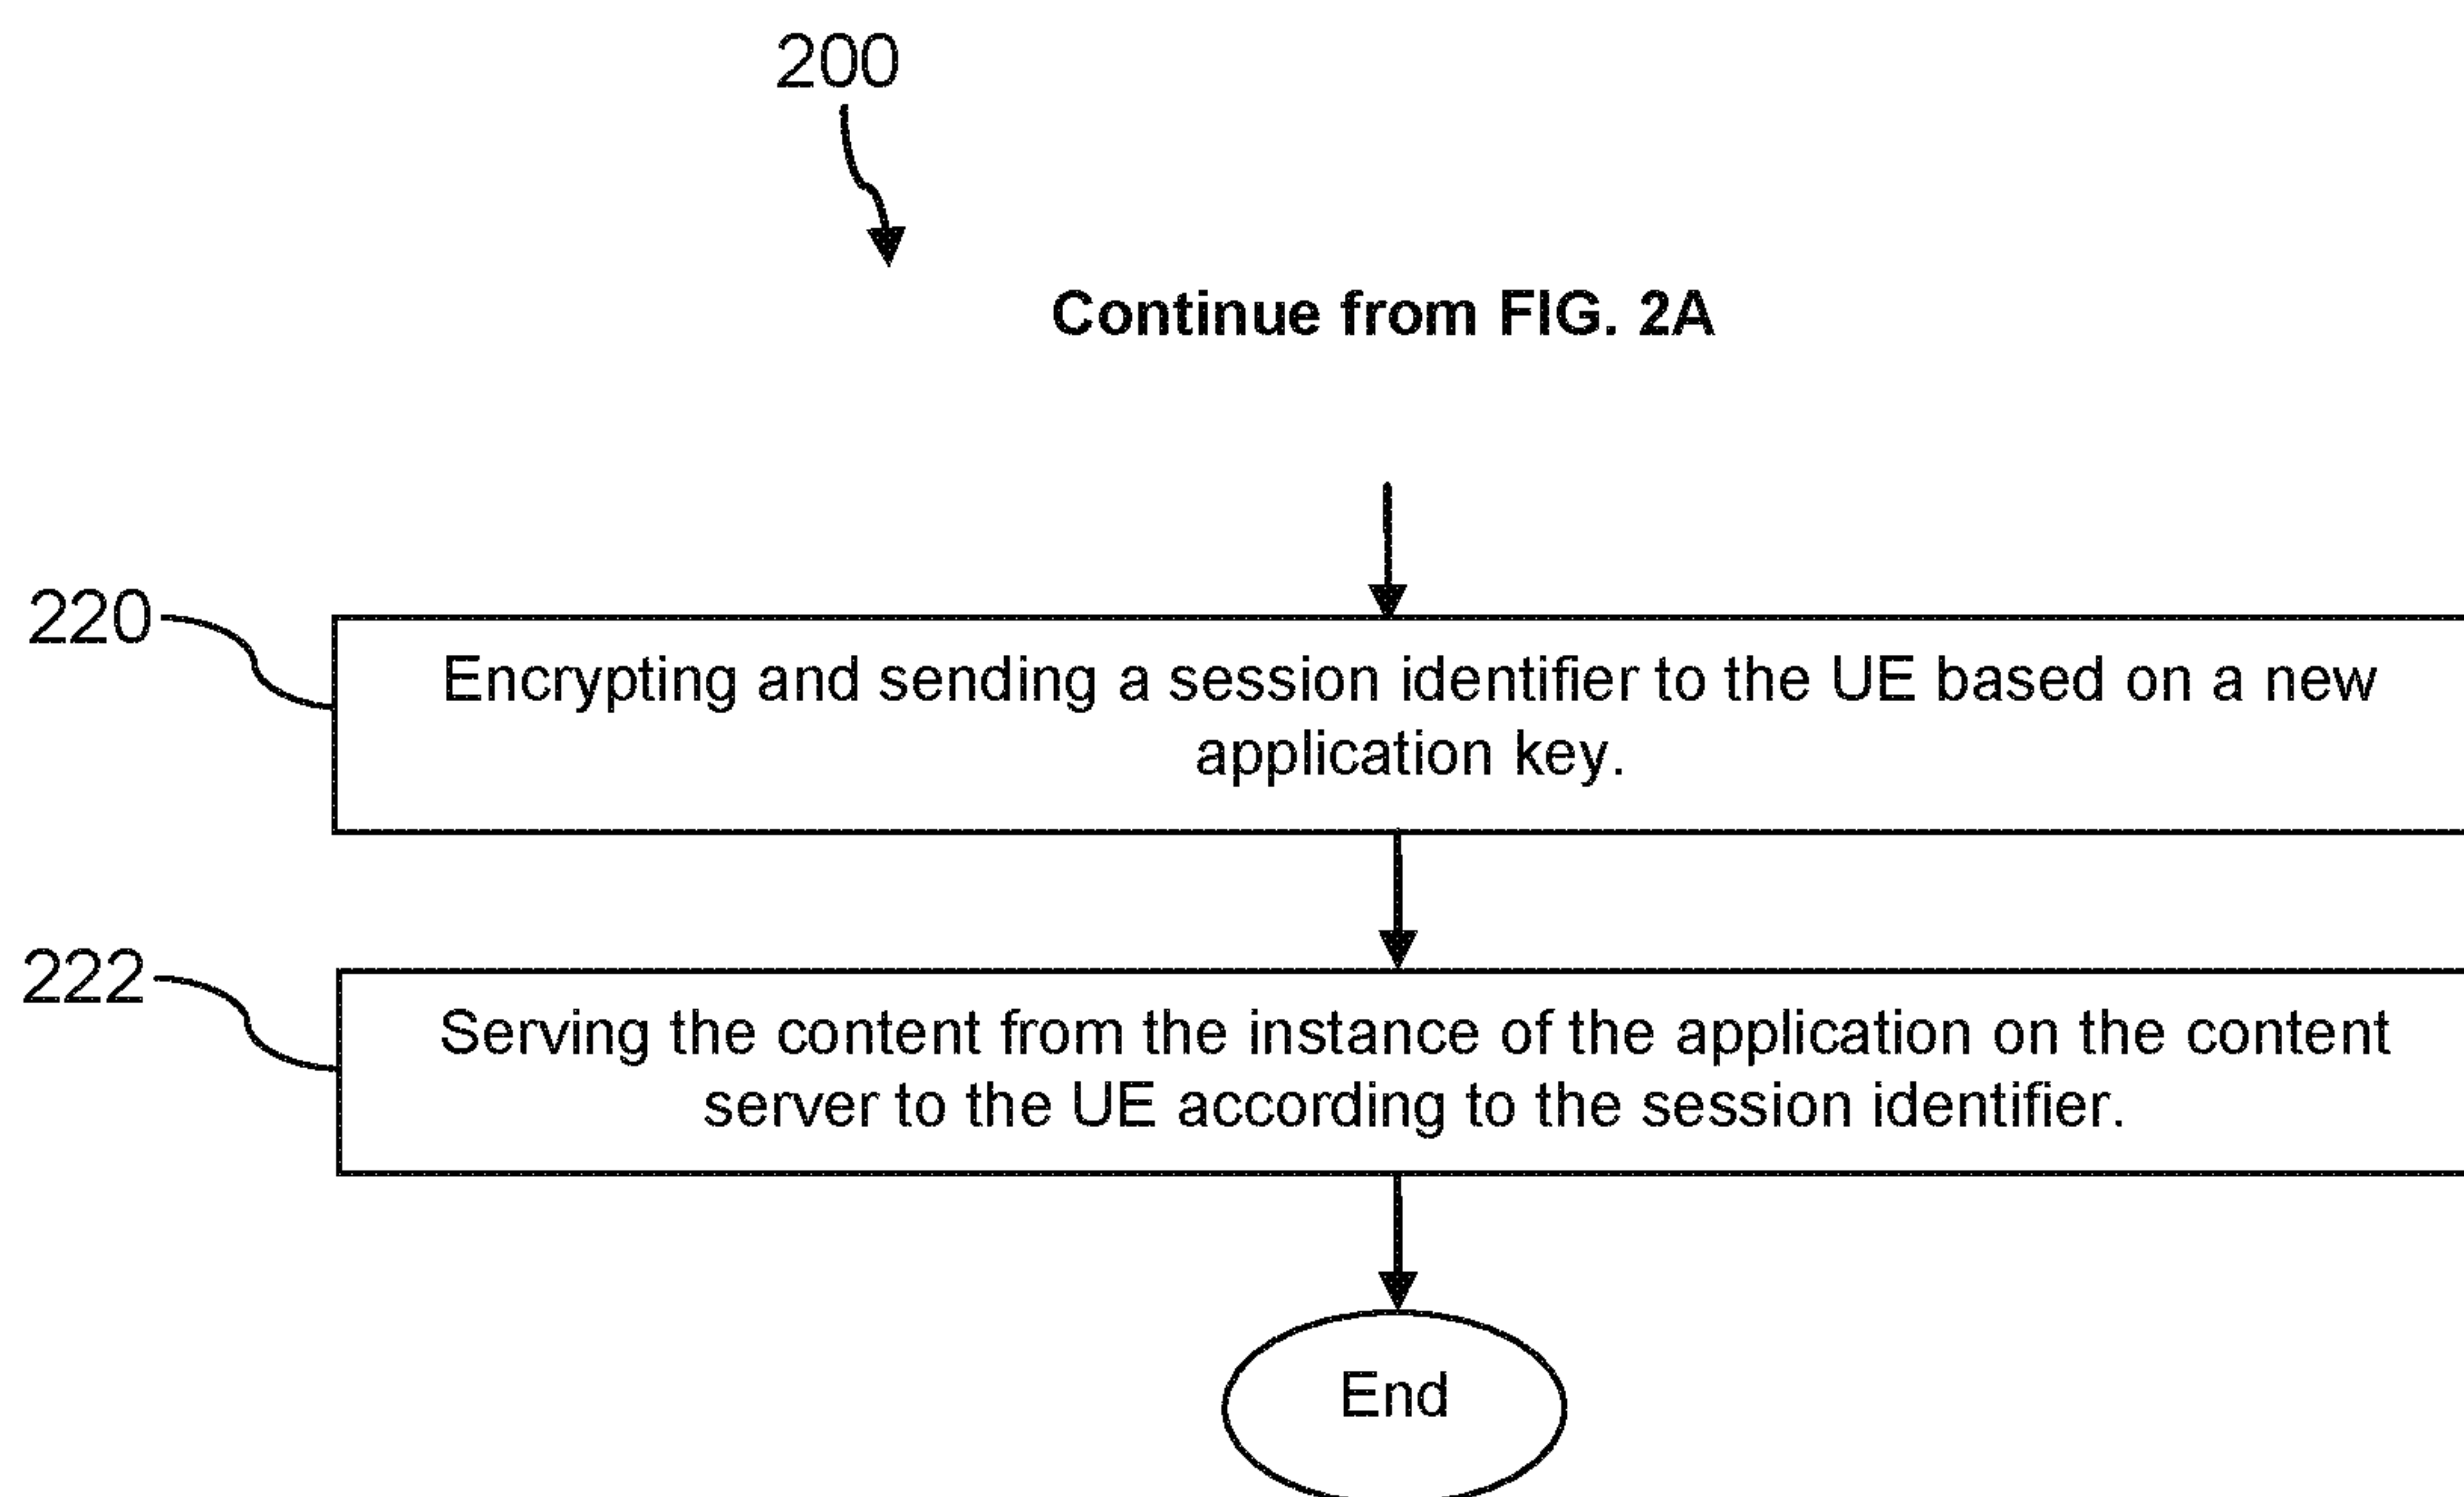 200
Continue from FIG. 2A
220
Encrypting and sending a session identifier to the UE based on a new
application key.
222
Serving the content from the instance of the application on the content
server to the UE according to the session identifier.
End